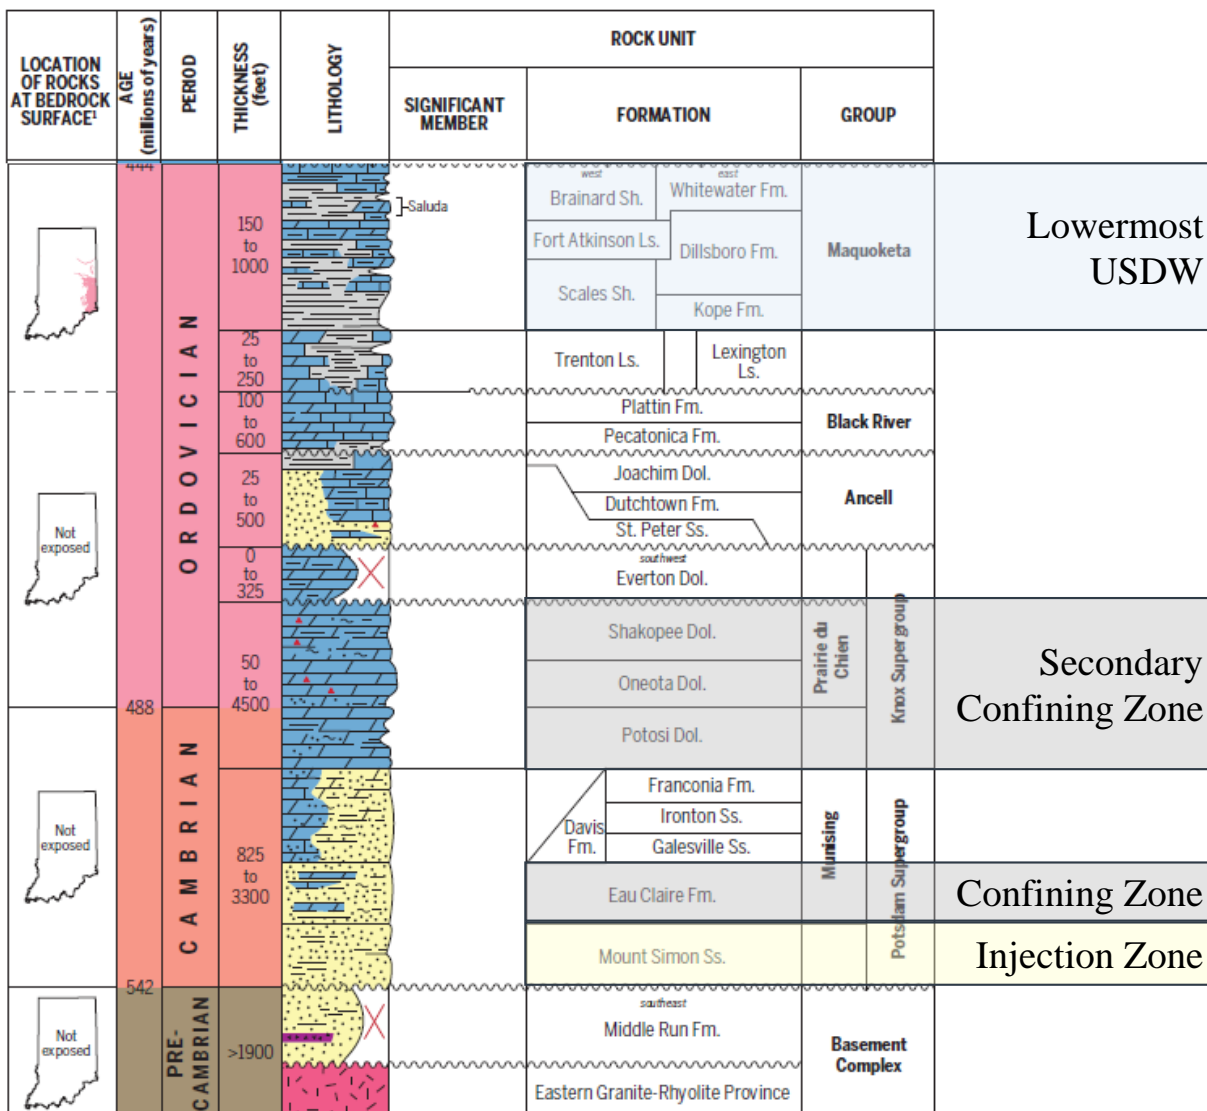 LOCATION
OF ROCKS
AT BEDROCK
SURFACE¹
AGE
(millions of years)
PERIOD
THICKNESS
(feet)
LITHOLOGY
ROCK UNIT
SIGNIFICANT
MEMBER
FORMATION
GROUP
444
ORDOVICIAN
150
to
1000
Saluda
west
Brainard Sh.
east
Whitewater Fm.
Fort Atkinson Ls.
Dillsboro Fm.
Scales Sh.
Kope Fm.
Maquoketa
Lowermost
USDW
25
to
250
Trenton Ls.
Lexington
Ls.
100
to
600
Plattin Fm.
Pecatonica Fm.
Black River
Not
exposed
25
to
500
Joachim Dol.
Dutchtown Fm.
St. Peter Ss.
Ancell
0
to
325
southwest
Everton Dol.
50
to
4500
Shakopee Dol.
Oneota Dol.
Potosi Dol.
Prairie du
Chien
Knox Supergroup
Secondary
Confining Zone
488
CAMBRIAN
Not
exposed
825
to
3300
Davis
Fm.
Franconia Fm.
Ironton Ss.
Galesville Ss.
Eau Claire Fm.
Mount Simon Ss.
Munising
Potsdam Supergroup
Confining Zone
Injection Zone
542
PRE-
CAMBRIAN
Not
exposed
>1900
southeast
Middle Run Fm.
Eastern Granite-Rhyolite Province
Basement
Complex